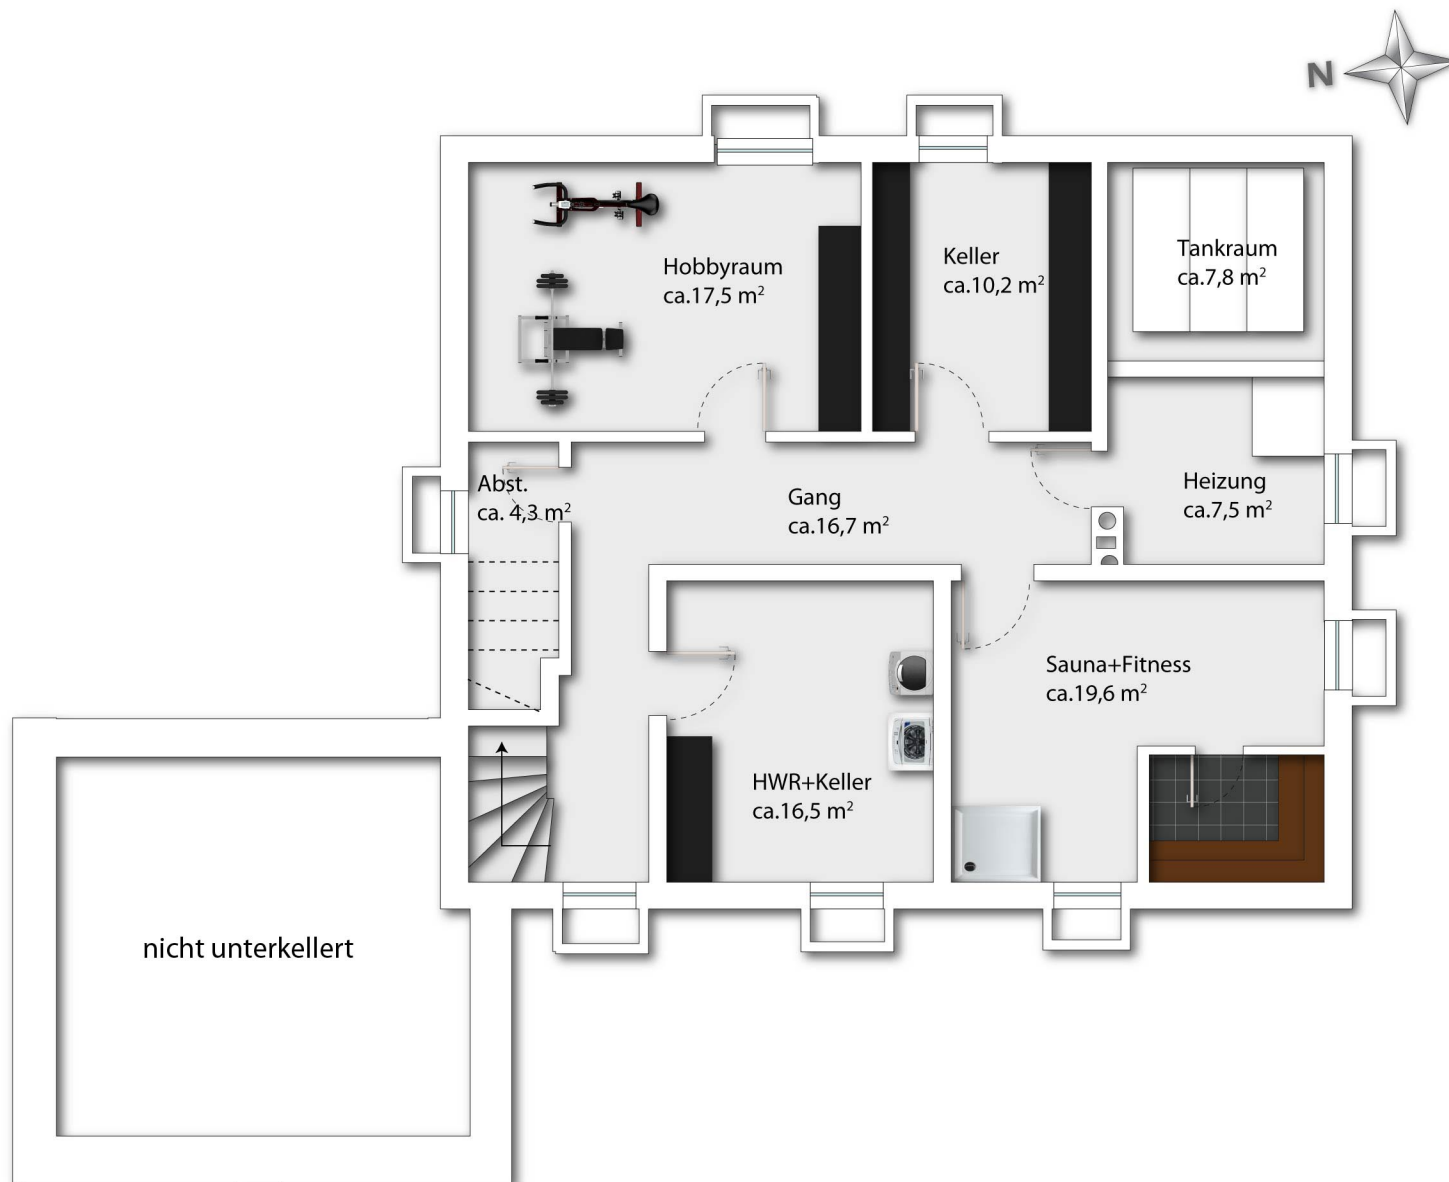 N
Hobbyraum
ca.17,5 m²
Keller
ca.10,2 m²
Tankraum
ca.7,8 m²
Abst.
ca. 4,3 m²
Gang
ca.16,7 m²
Heizung
ca.7,5 m²
Sauna+Fitness
ca.19,6 m²
HWR+Keller
ca.16,5 m²
nicht unterkellert